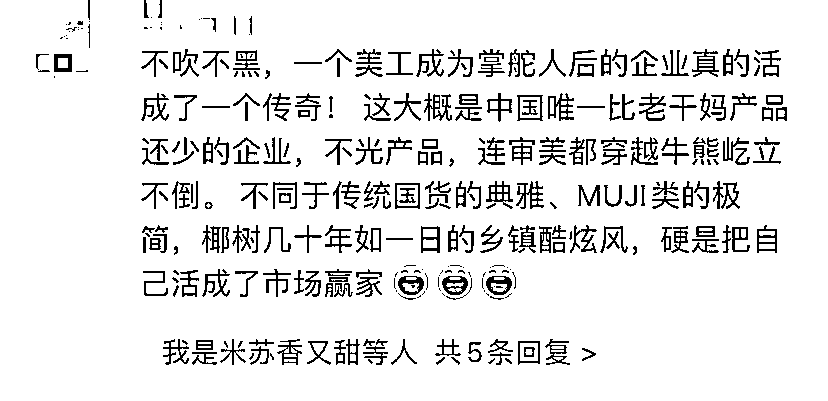 不吹不黑，一个美工成为掌舵人后的企业真的活
成了一个传奇！ 这大概是中国唯一比老干妈产品
还少的企业，不光产品，连审美都穿越牛熊屹立
不倒。 不同于传统国货的典雅、MUJI类的极
简，椰树几十年如一日的乡镇酷炫风，硬是把自
己活成了市场赢家😂😂😂
我是米苏香又甜等人 共5条回复 >